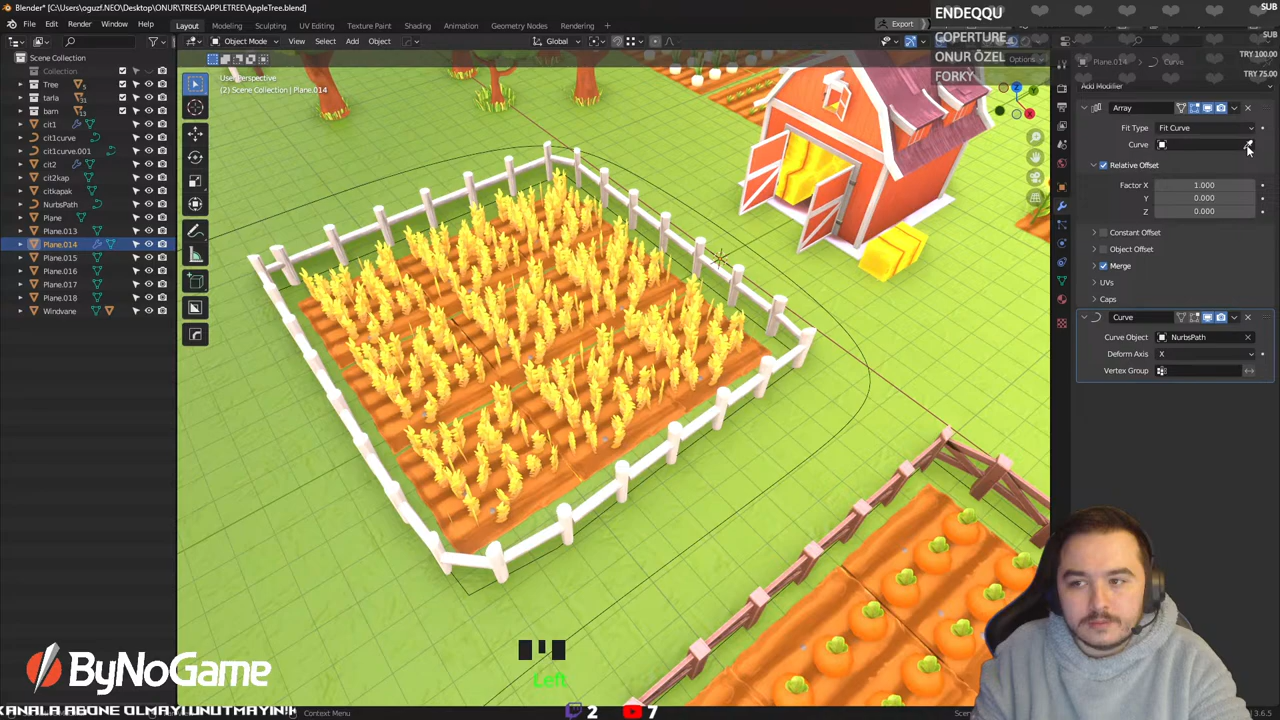 Blender* [C:\Users\oguzf.NEO\Desktop\ONUR\TREES\APPLETREE\AppleTree.blend]
File Edit Render Window Help Layout Modeling Sculpting UV Editing Texture Paint Shading Animation Geometry Nodes Rendering + Export
Object Mode View Select Add Object Global Options
ENDEQQU
COPERTURE
ONUR ÖZEL
FORKY
SUB
SUB
TRY 100.00
TRY 75.00
Scene Collection
Collection
Tree
tarla
barn
cit1
cit1curve
cit1curve.001
cit2
cit2kap
citkapak
NurbsPath
Plane
Plane.013
Plane.014
Plane.015
Plane.016
Plane.017
Plane.018
Windvane
User Perspective
(2) Scene Collection | Plane.014
Plane.014 > Curve
Add Modifier
Array
Fit Type Fit Curve
Curve
Relative Offset
Factor X 1.000
Y 0.000
Z 0.000
Constant Offset
Object Offset
Merge
UVs
Caps
Curve
Curve Object NurbsPath
Deform Axis X
Vertex Group
Left
ByNoGame
KANALA ABONE OLMAYI UNUTMAYIN!!
Context Menu
2 7
3.6.5